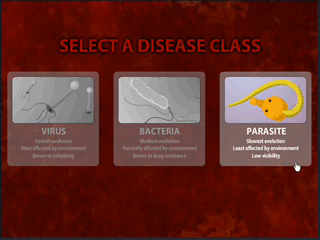 SELECT A DISEASE CLASS
VIRUS
Fastest evolution
Most affected by environment
Bonus to infectivity
BACTERIA
Medium evolution
Normally affected by environment
Bonus to drug resistance
PARASITE
Slowest evolution
Least affected by environment
Low visibility